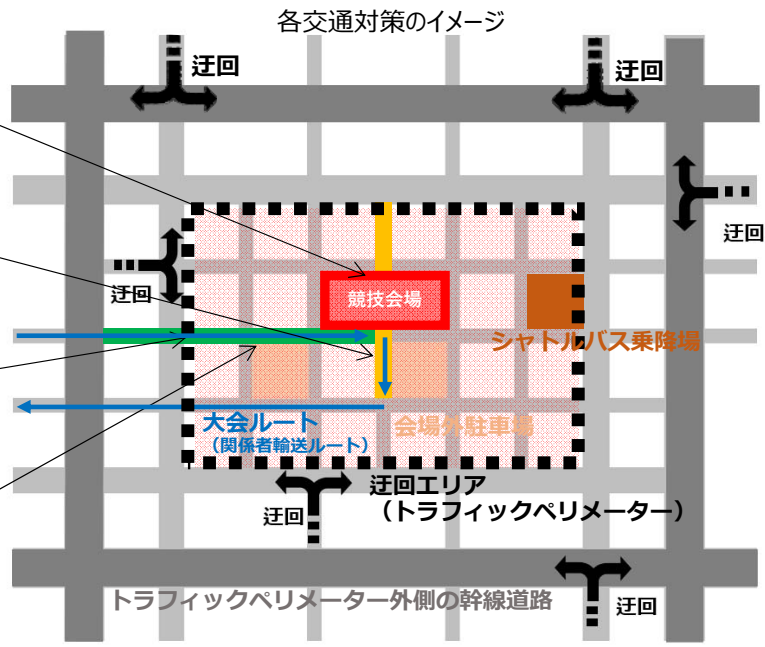 各交通対策のイメージ
迂回
迂回
迂回
迂回
競技会場
シャトルバス乗降場
大会ルート
（関係者輸送ルート）
会場外駐車場
迂回エリア
（トラフィックペリメーター）
迂回
トラフィックペリメーター外側の幹線道路
迂回